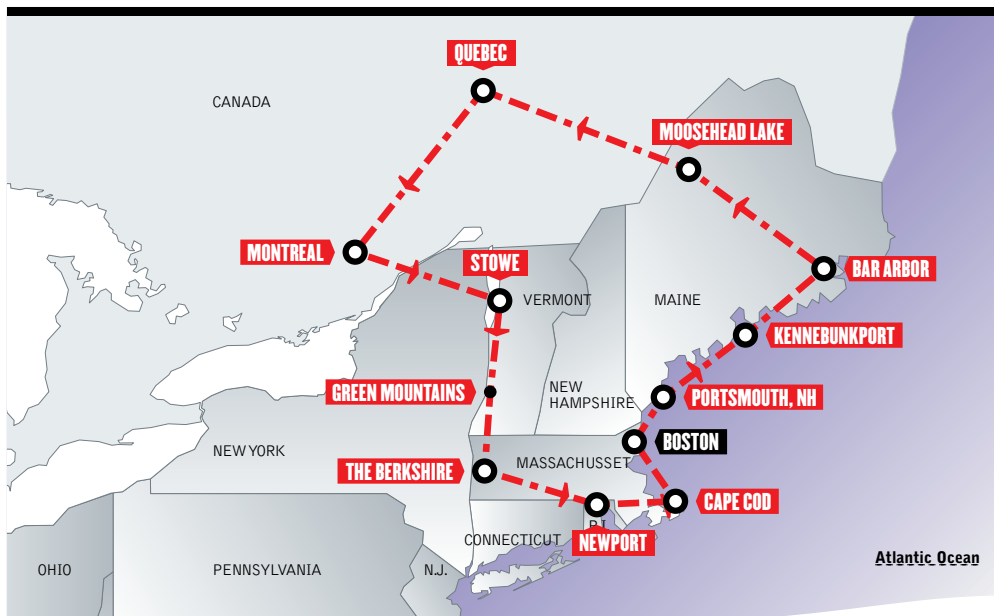 QUEBEC
CANADA
MOOSEHEAD LAKE
MONTREAL
STOWE
BAR ARBOR
VERMONT
MAINE
KENNEBUNKPORT
GREEN MOUNTAINS
NEW
HAMPSHIRE
PORTSMOUTH, NH
BOSTON
NEW YORK
MASSACHUSSET
THE BERKSHIRE
CAPE COD
R.I.
CONNECTICUT
NEWPORT
Atlantic Ocean
OHIO
PENNSYLVANIA
N.J.